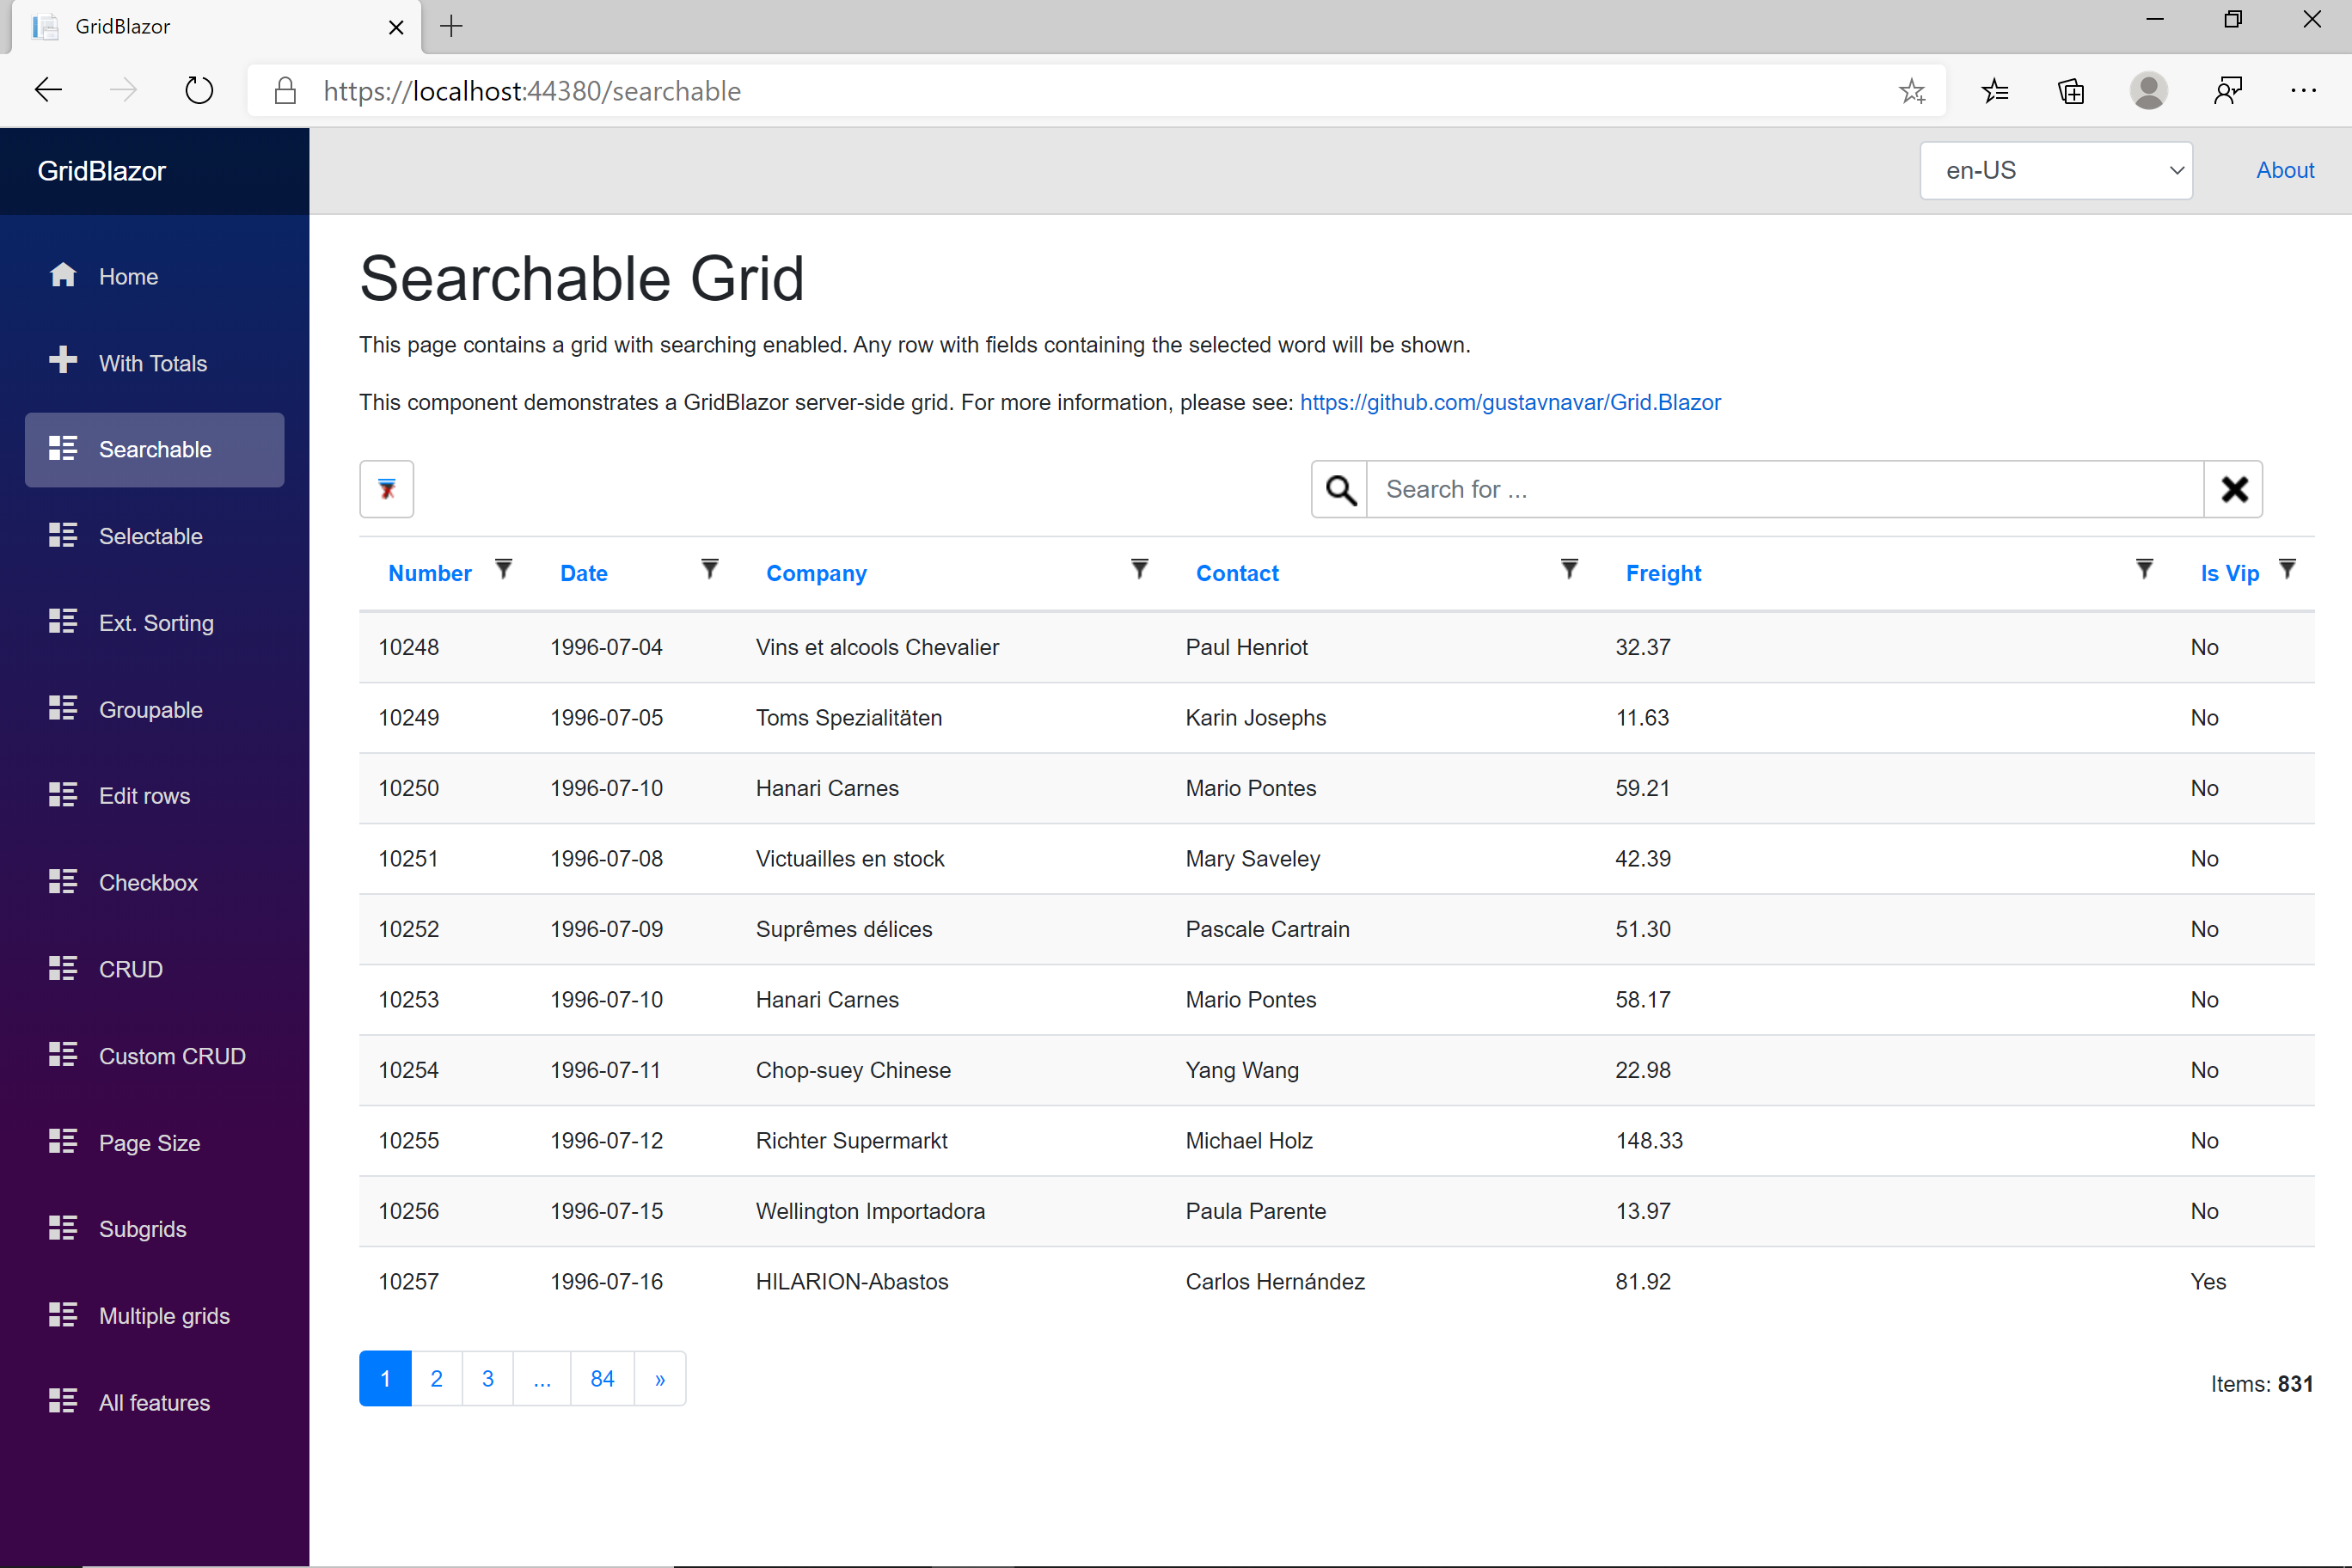 GridBlazor
https://localhost:44380/searchable
GridBlazor
en-US
About
Home
With Totals
Searchable
Selectable
Ext. Sorting
Groupable
Edit rows
Checkbox
CRUD
Custom CRUD
Page Size
Subgrids
Multiple grids
All features
Searchable Grid
This page contains a grid with searching enabled. Any row with fields containing the selected word will be shown.
This component demonstrates a GridBlazor server-side grid. For more information, please see: https://github.com/gustavnavar/Grid.Blazor
Search for ...
Number Date Company Contact Freight Is Vip
10248 1996-07-04 Vins et alcools Chevalier Paul Henriot 32.37 No
10249 1996-07-05 Toms Spezialitäten Karin Josephs 11.63 No
10250 1996-07-10 Hanari Carnes Mario Pontes 59.21 No
10251 1996-07-08 Victuailles en stock Mary Saveley 42.39 No
10252 1996-07-09 Suprêmes délices Pascale Cartrain 51.30 No
10253 1996-07-10 Hanari Carnes Mario Pontes 58.17 No
10254 1996-07-11 Chop-suey Chinese Yang Wang 22.98 No
10255 1996-07-12 Richter Supermarkt Michael Holz 148.33 No
10256 1996-07-15 Wellington Importadora Paula Parente 13.97 No
10257 1996-07-16 HILARION-Abastos Carlos Hernández 81.92 Yes
1 2 3 ... 84 »
Items: 831